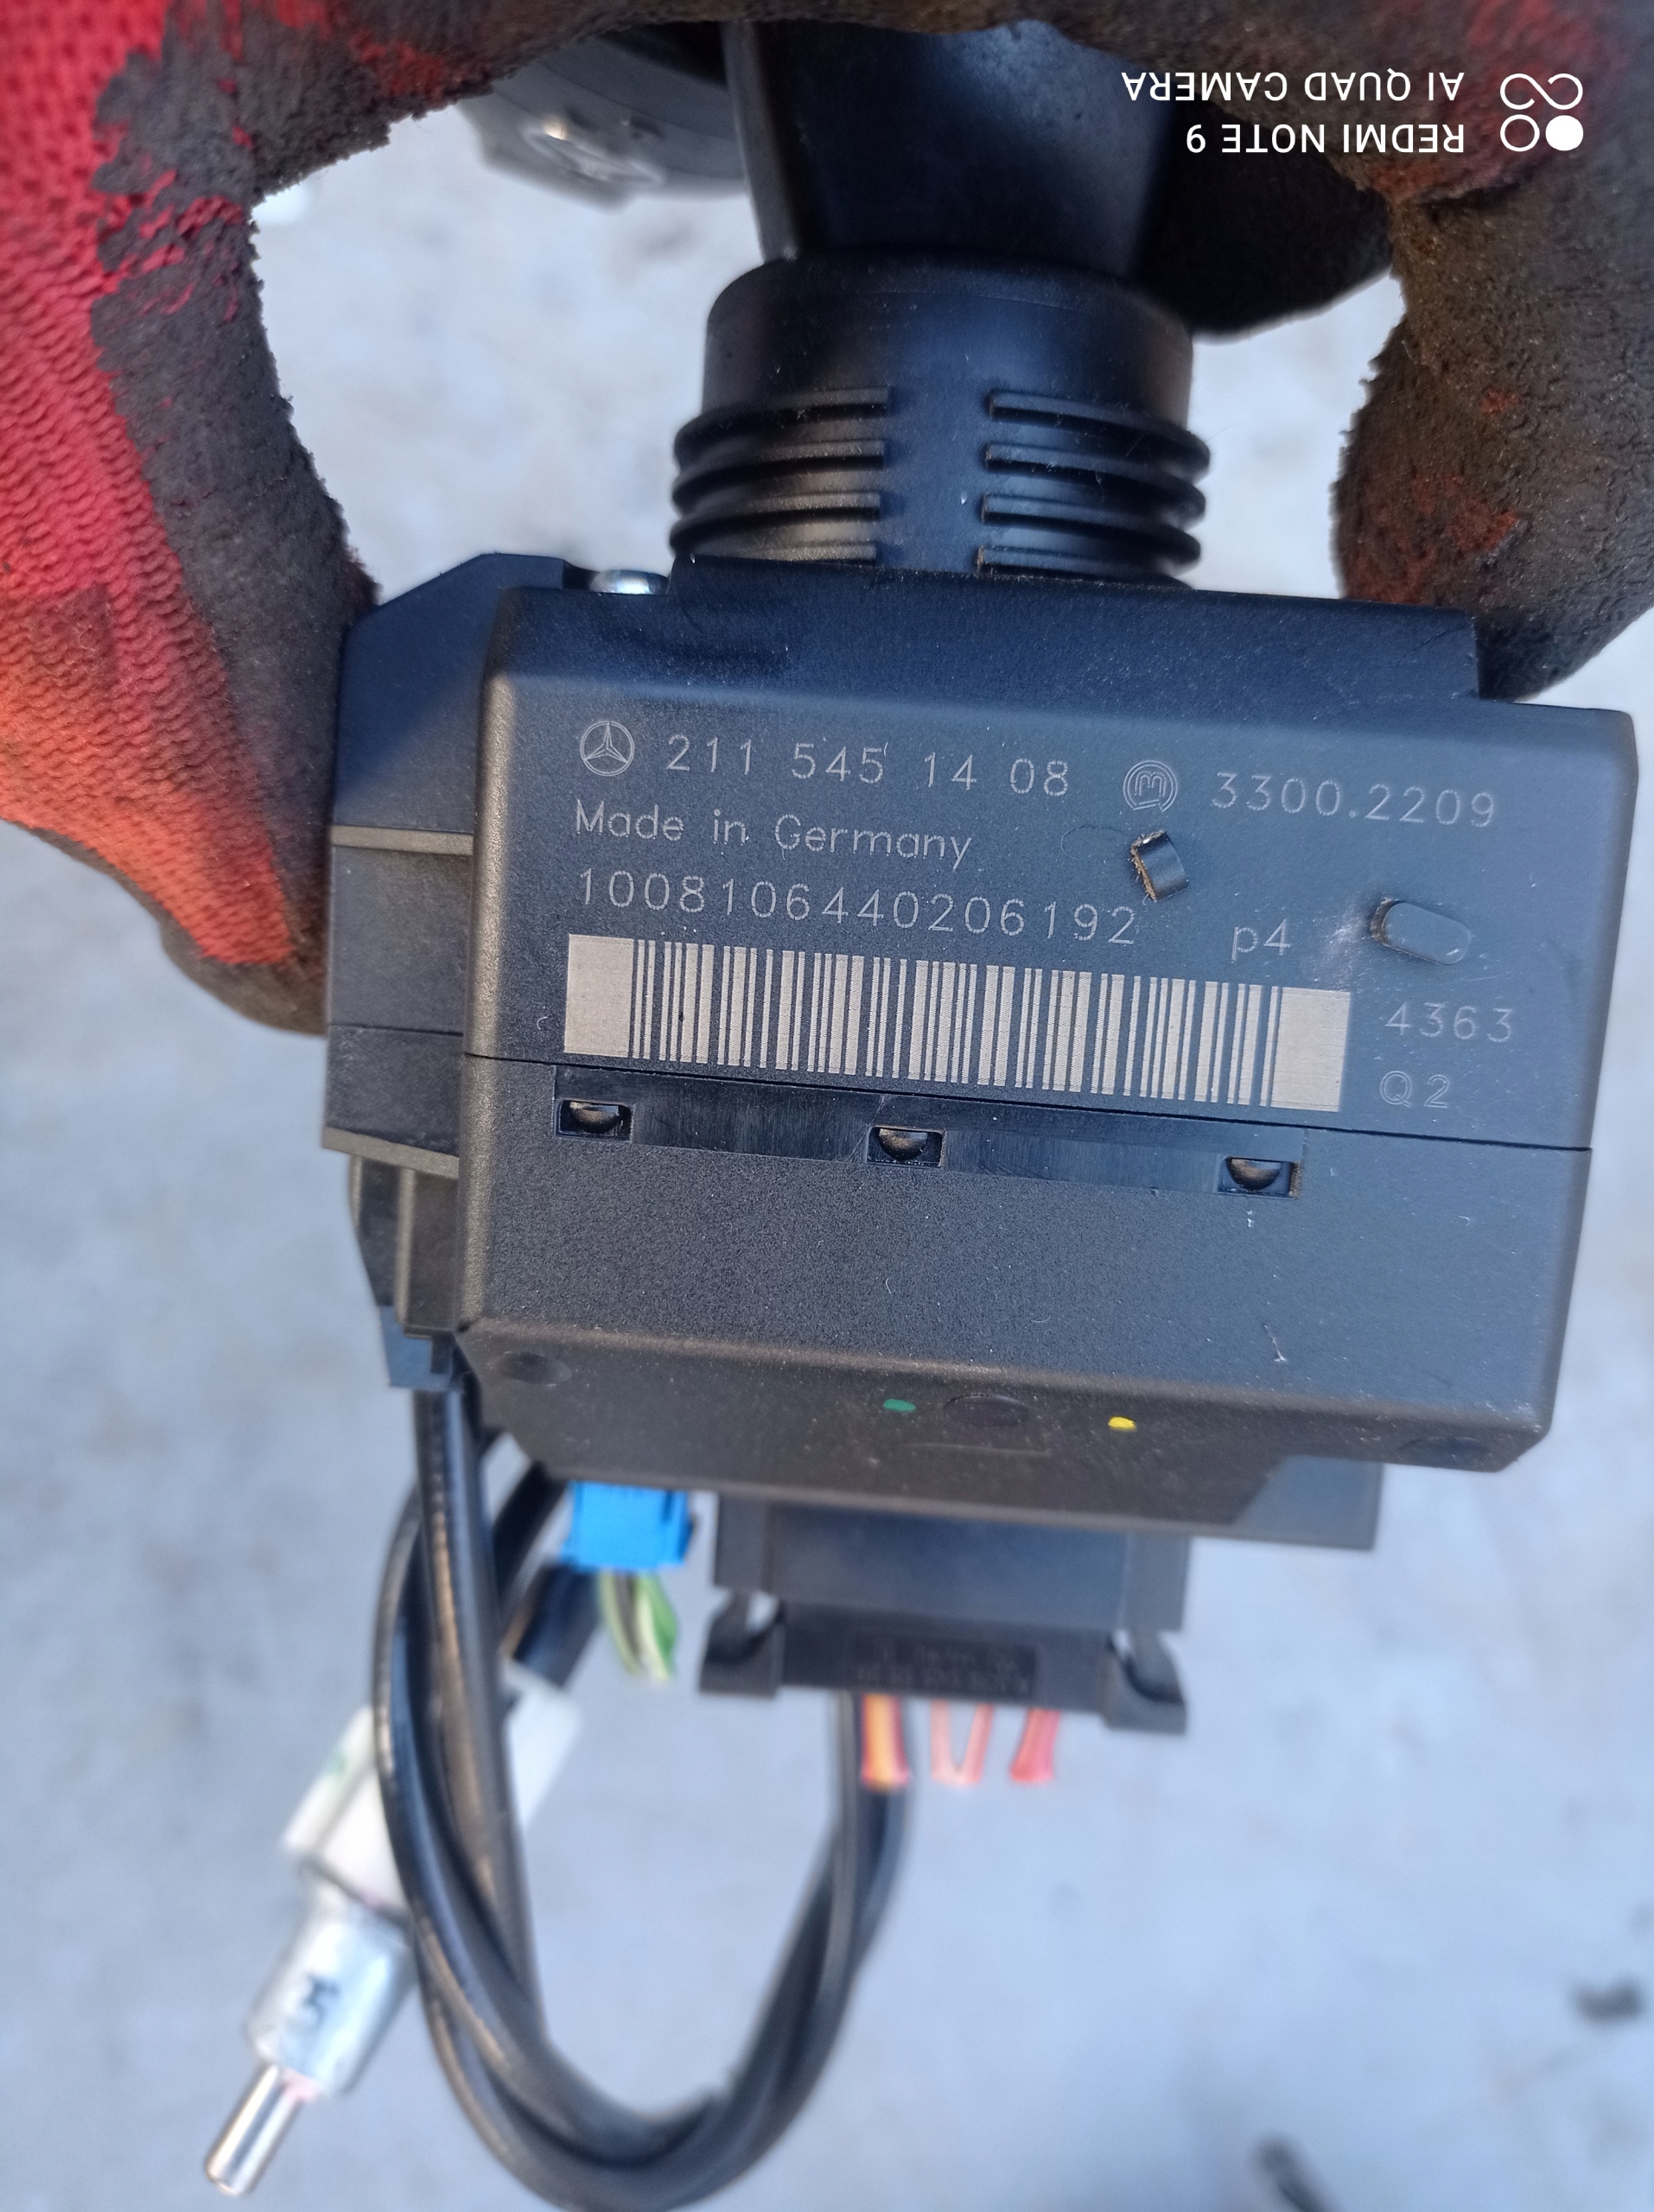 211 545 14 08 3300.2209
Made in Germany
1008106440206192 p4
4363
Q2
REDMI NOTE 9
AI QUAD CAMERA